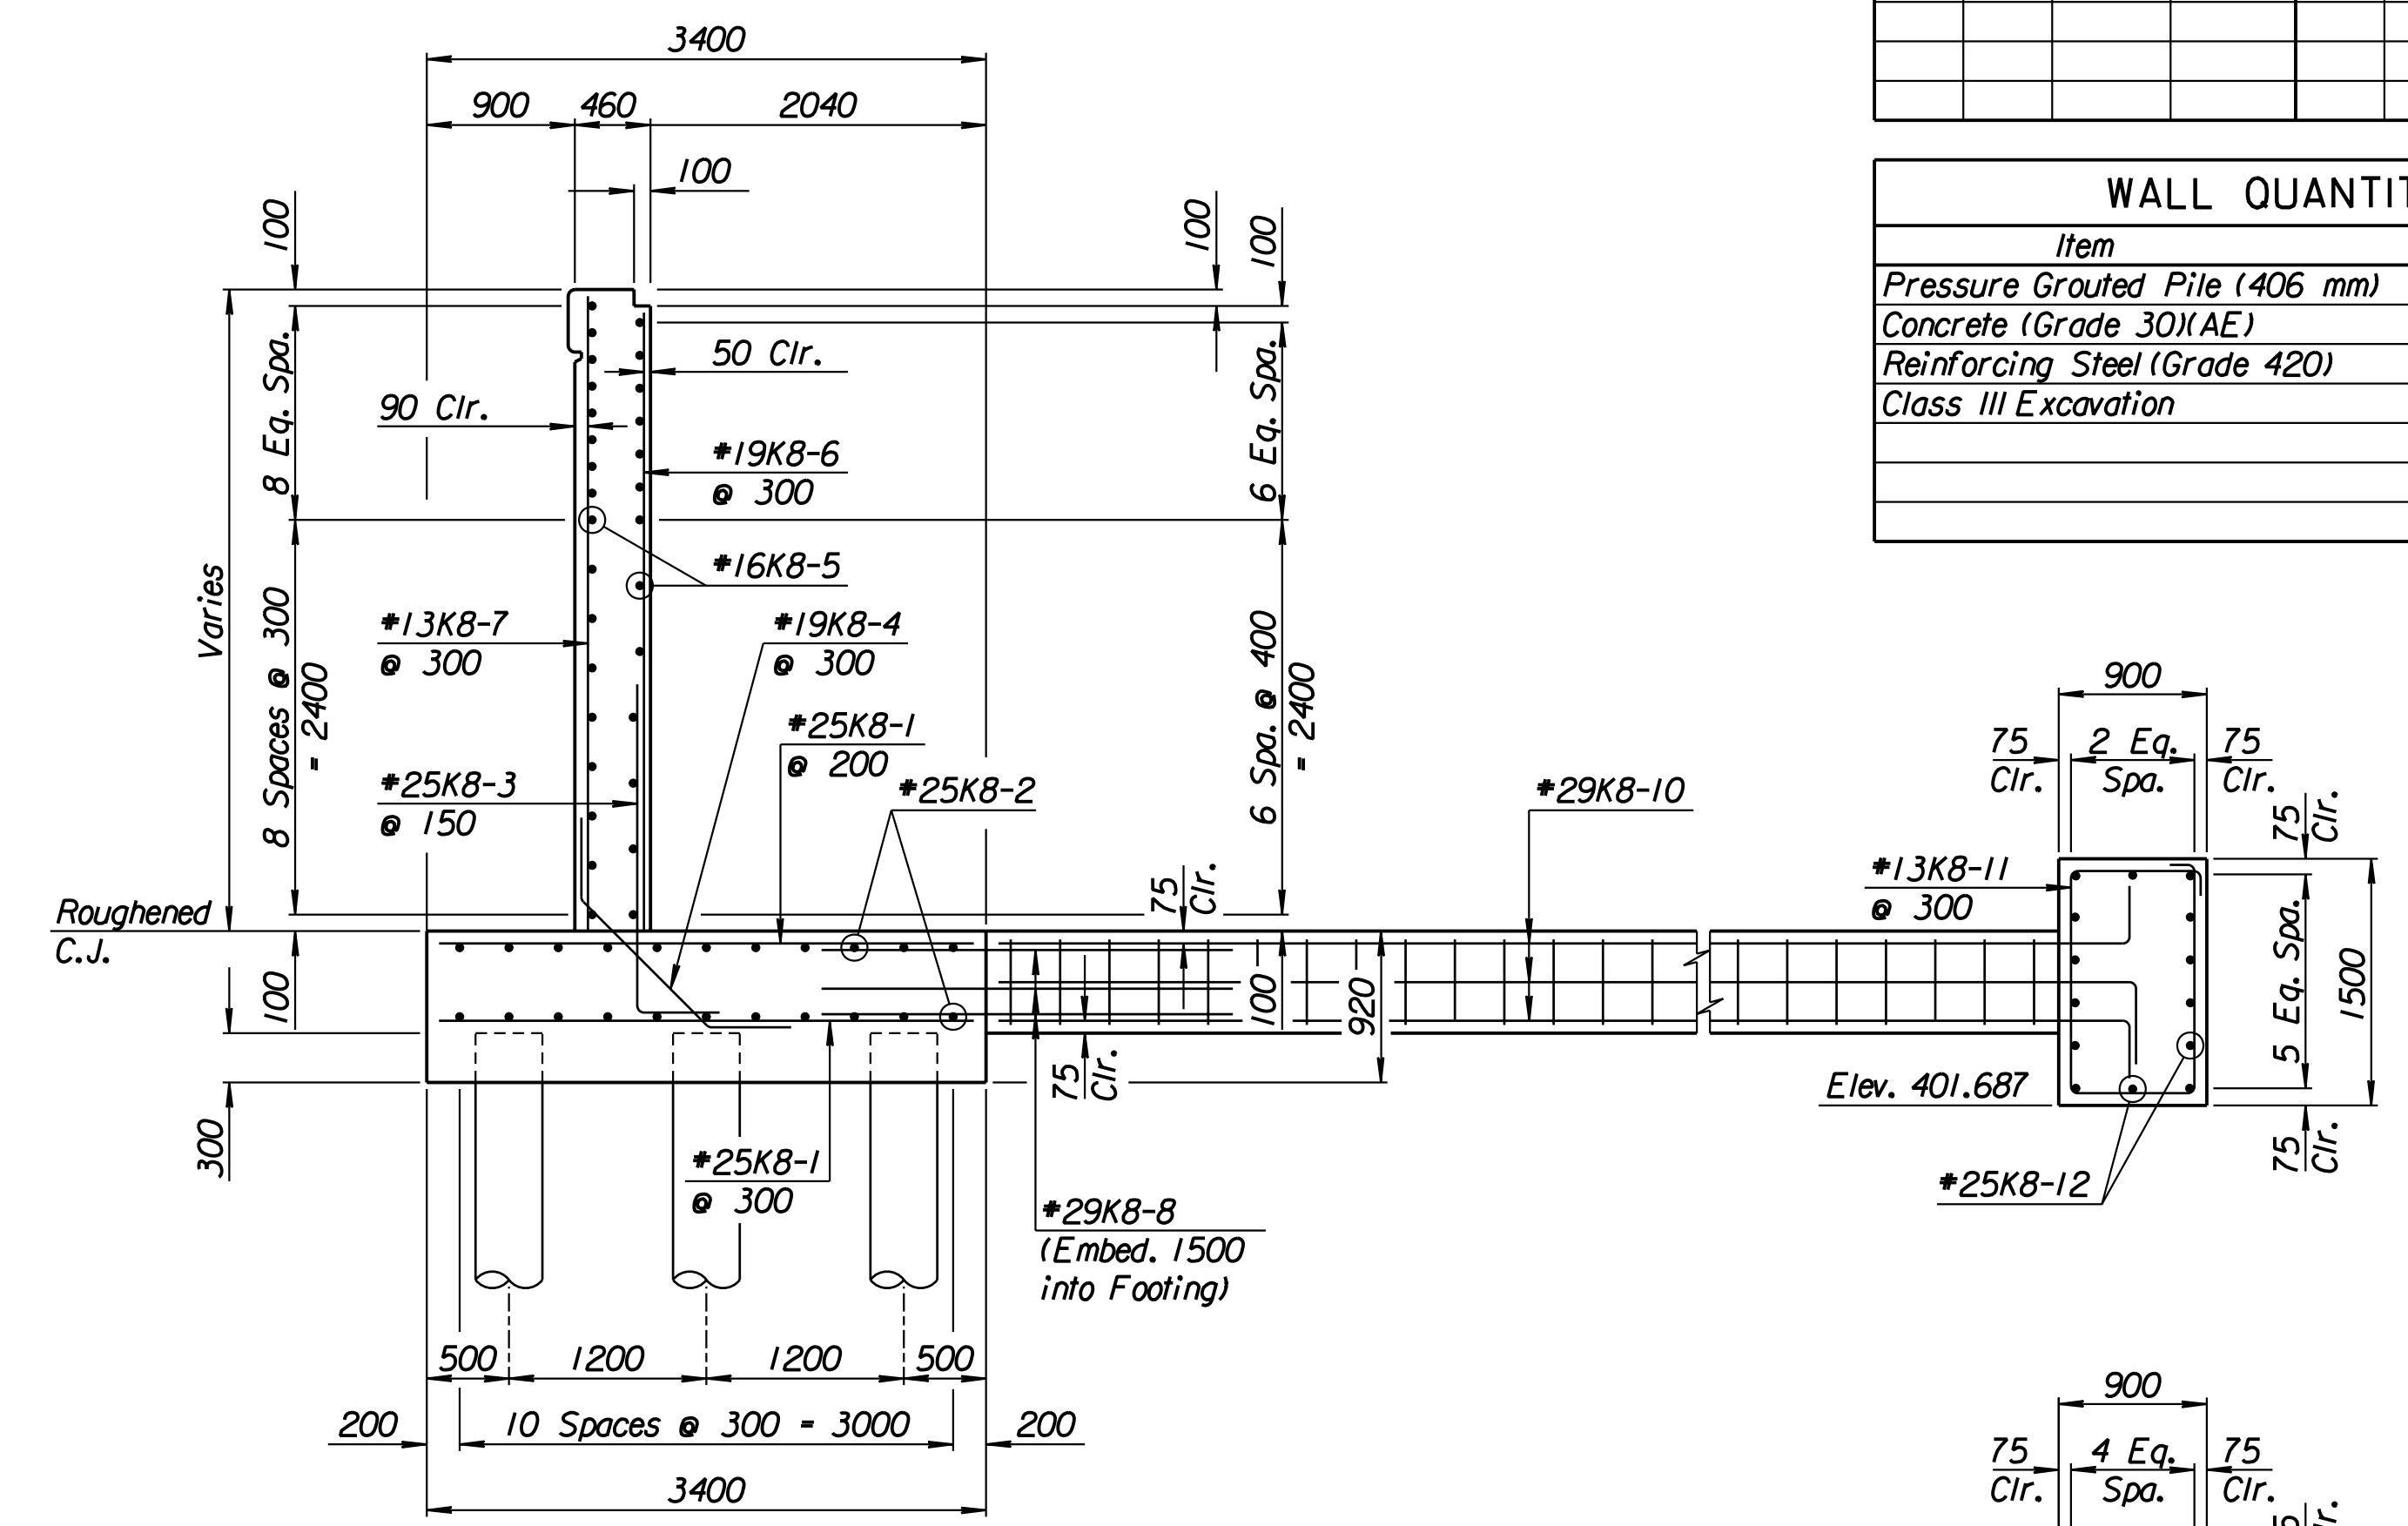 3400
900 460 2040
100
100
100
100
WALL QUANTIT
Item
Pressure Grouted Pile (406 mm)
Concrete (Grade 30)(AE)
Reinforcing Steel (Grade 420)
Class III Excavation
50 Clr.
90 Clr.
8 Eq. Spa.
6 Eq. Spa.
#19K8-6
@ 300
#16K8-5
Varies
#13K8-7
@ 300
#19K8-4
@ 300
8 Spaces @ 300
= 2400
6 Spa. @ 400
= 2400
#25K8-1
@ 200
#25K8-3
@ 150
#25K8-2
#29K8-10
900
75
Clr.
2 Eq.
Spa.
75
Clr.
75
Clr.
#13K8-11
@ 300
75
Clr.
Roughened
C.J.
100
100
920
5 Eq. Spa.
1500
75
Clr.
Elev. 401.687
75
Clr.
300
#25K8-1
@ 300
#25K8-12
#29K8-8
(Embed. 1500
into Footing)
500 1200 1200 500
200 10 Spaces @ 300 = 3000 200
3400
900
75
Clr.
4 Eq.
Spa.
75
Clr.